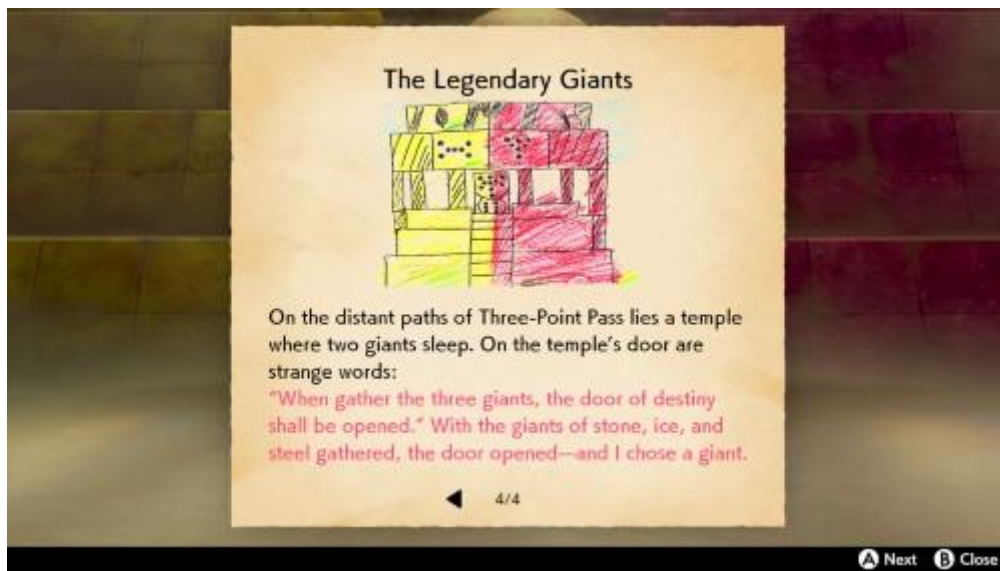 The Legendary Giants
On the distant paths of Three-Point Pass lies a temple
where two giants sleep. On the temple's door are
strange words:
"When gather the three giants, the door of destiny
shall be opened." With the giants of stone, ice, and
steel gathered, the door opened—and I chose a giant.
4/4
A Next B Close